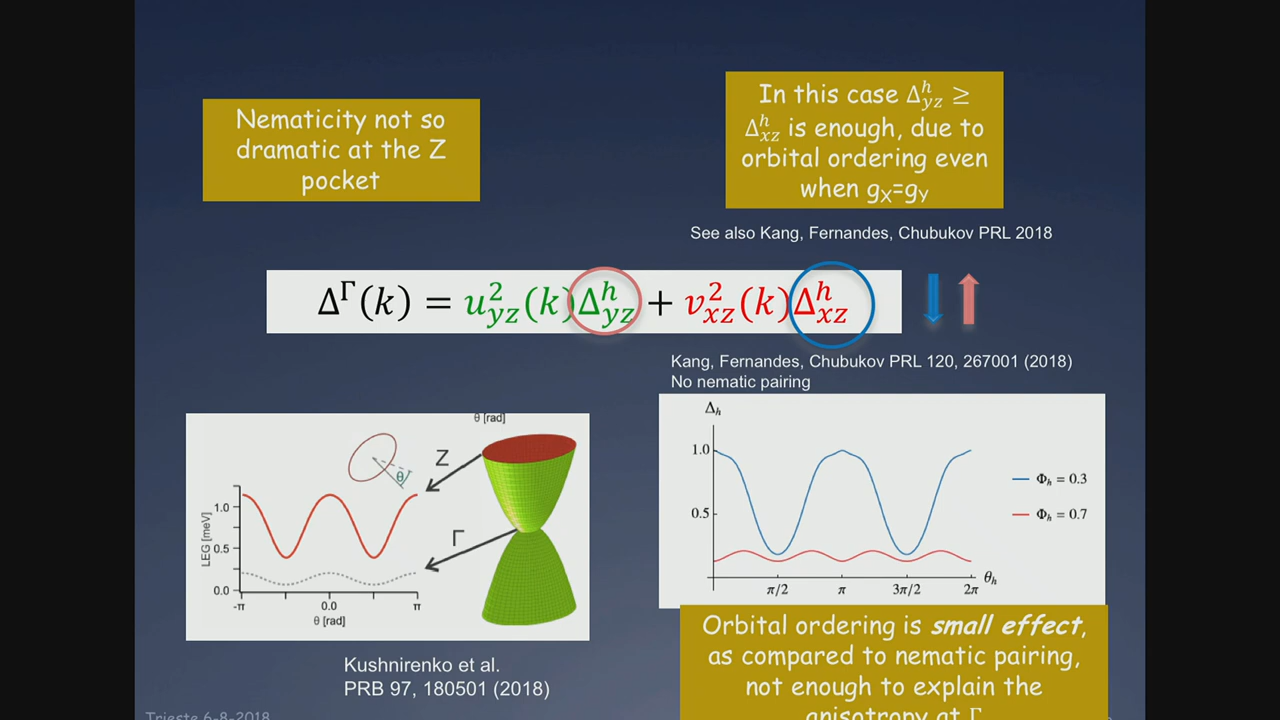 Nematicity not so
dramatic at the Z
pocket
In this case Δ^h_yz ≥
Δ^h_xz is enough, due to
orbital ordering even
when g_X=g_Y
See also Kang, Fernandes, Chubukov PRL 2018
Δ^Γ(k) = u^2_yz(k)Δ^h_yz + v^2_xz(k)Δ^h_xz
Kang, Fernandes, Chubukov PRL 120, 267001 (2018)
No nematic pairing
θ [rad]
Z
θ
Γ
LEG [meV]
1.0
0.5
0.0
-π 0.0 π
θ [rad]
Δ_h
1.0
0.5
π/2 π 3π/2 2π
θ_h
Φ_h = 0.3
Φ_h = 0.7
Kushnirenko et al.
PRB 97, 180501 (2018)
Orbital ordering is small effect,
as compared to nematic pairing,
not enough to explain the
anisotropy at Γ
Trieste 6-8-2018